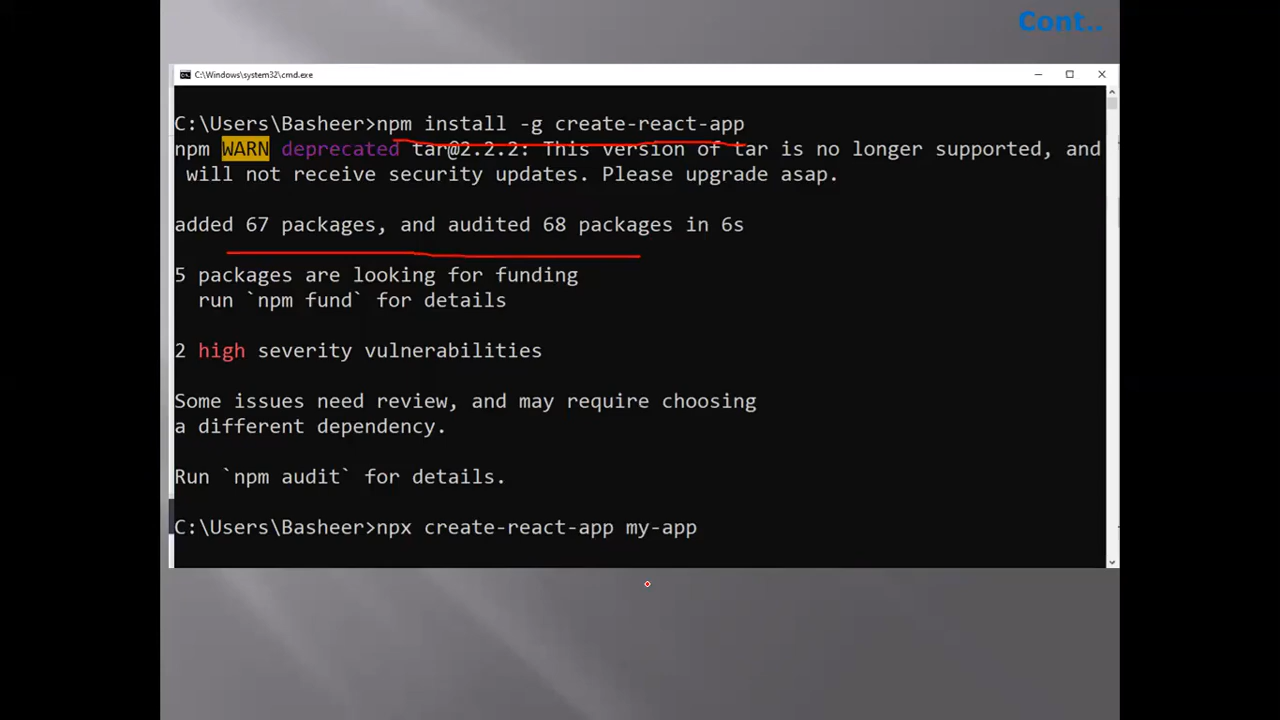 Cont..
C:\Windows\system32\cmd.exe
C:\Users\Basheer>npm install -g create-react-app
npm WARN deprecated tar@2.2.2: This version of tar is no longer supported, and
will not receive security updates. Please upgrade asap.
added 67 packages, and audited 68 packages in 6s
5 packages are looking for funding
run `npm fund` for details
2 high severity vulnerabilities
Some issues need review, and may require choosing
a different dependency.
Run `npm audit` for details.
C:\Users\Basheer>npx create-react-app my-app